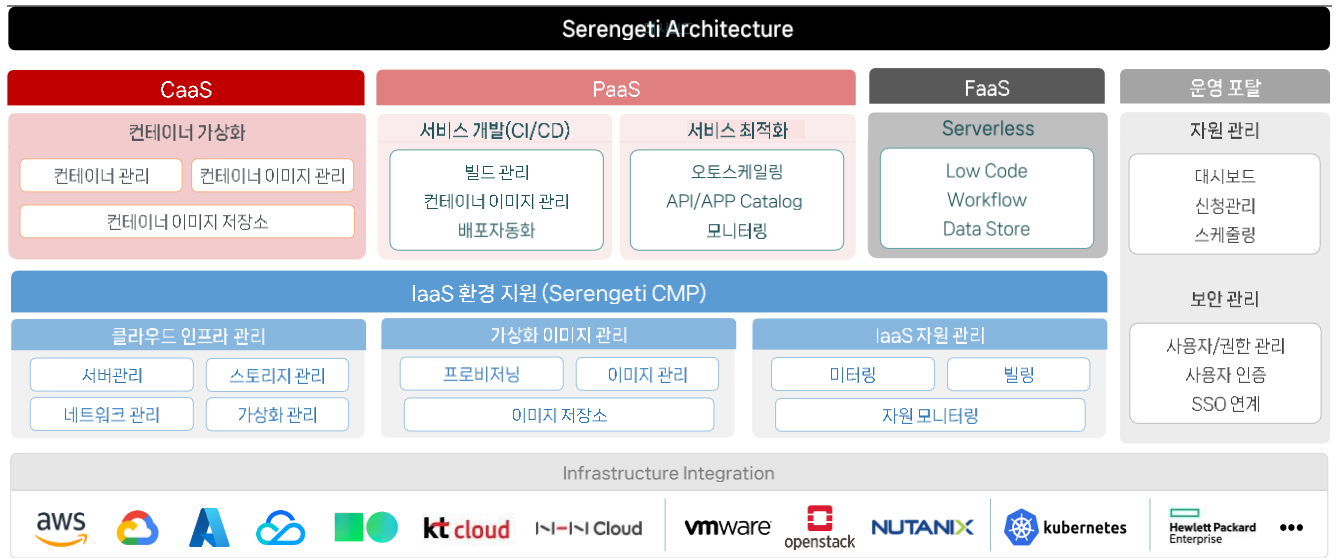 Serengeti Architecture
CaaS
컨테이너 가상화
컨테이너 관리
컨테이너 이미지 관리
컨테이너 이미지 저장소
PaaS
서비스 개발(CI/CD)
빌드 관리
컨테이너 이미지 관리
배포자동화
서비스 최적화
오토스케일링
API/APP Catalog
모니터링
FaaS
Serverless
Low Code
Workflow
Data Store
운영 포탈
자원 관리
대시보드
신청관리
스케줄링
보안 관리
사용자/권한 관리
사용자 인증
SSO 연계
IaaS 환경 지원 (Serengeti CMP)
클라우드 인프라 관리
서버관리
스토리지 관리
네트워크 관리
가상화 관리
가상화 이미지 관리
프로비저닝
이미지 관리
이미지 저장소
IaaS 자원 관리
미터링
빌링
자원 모니터링
Infrastructure Integration
aws
kt cloud
NHN Cloud
vmware
openstack
NUTANIX
kubernetes
Hewlett Packard
Enterprise
•••